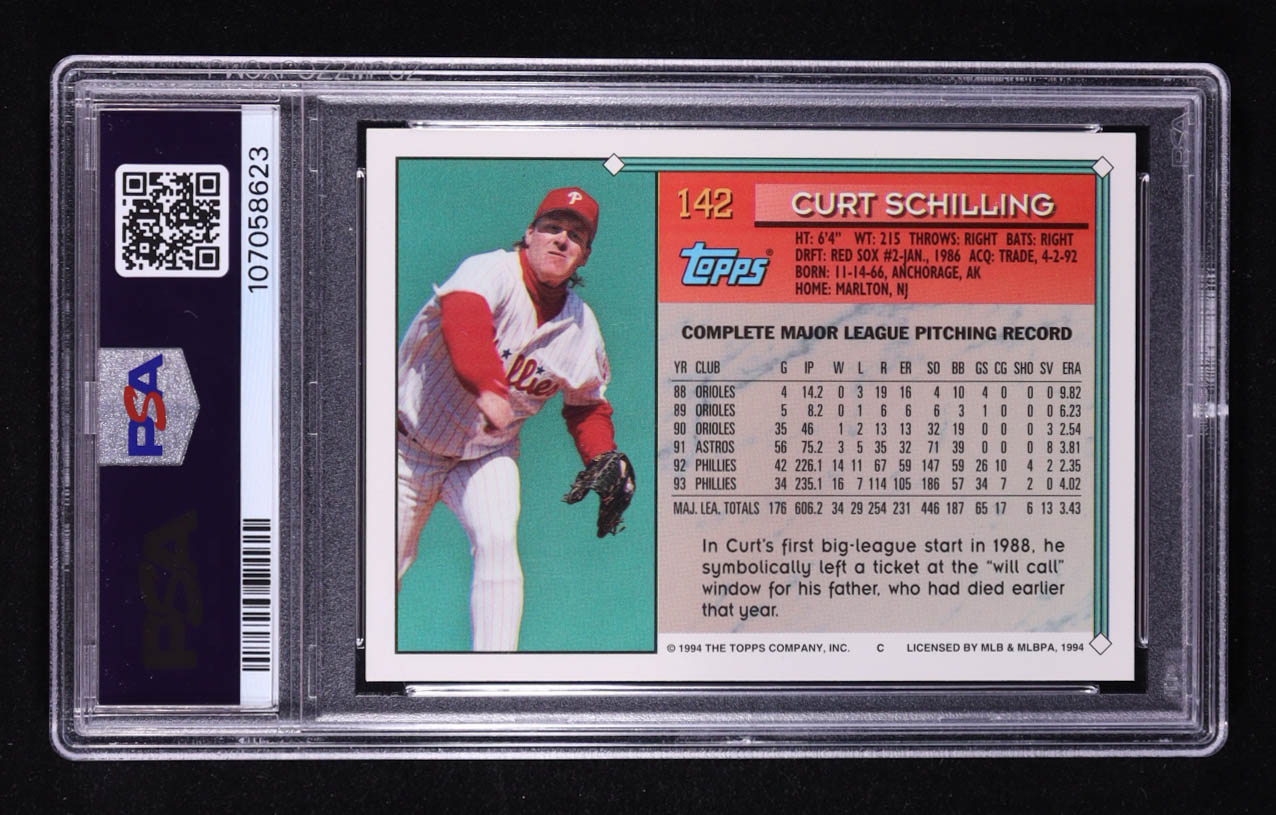 107058623
PSA
PSA
PSA
P
Phillies
142 CURT SCHILLING
Topps®
HT: 6'4" WT: 215 THROWS: RIGHT BATS: RIGHT
DRFT: RED SOX #2-JAN., 1986 ACQ: TRADE, 4-2-92
BORN: 11-14-66, ANCHORAGE, AK
HOME: MARLTON, NJ
COMPLETE MAJOR LEAGUE PITCHING RECORD
YR CLUB G IP W L R ER SO BB GS CG SHO SV ERA
88 ORIOLES 4 14.2 0 3 19 16 4 10 4 0 0 0 9.82
89 ORIOLES 5 8.2 0 1 6 6 6 3 1 0 0 0 6.23
90 ORIOLES 35 46 1 2 13 13 32 19 0 0 0 3 2.54
91 ASTROS 56 75.2 3 5 35 32 71 39 0 0 0 8 3.81
92 PHILLIES 42 226.1 14 11 67 59 147 59 26 10 4 2 2.35
93 PHILLIES 34 235.1 16 7 114 105 186 57 34 7 2 0 4.02
MAJ. LEA. TOTALS 176 606.2 34 29 254 231 446 187 65 17 6 13 3.43
In Curt's first big-league start in 1988, he
symbolically left a ticket at the "will call"
window for his father, who had died earlier
that year.
© 1994 THE TOPPS COMPANY, INC. C LICENSED BY MLB & MLBPA, 1994